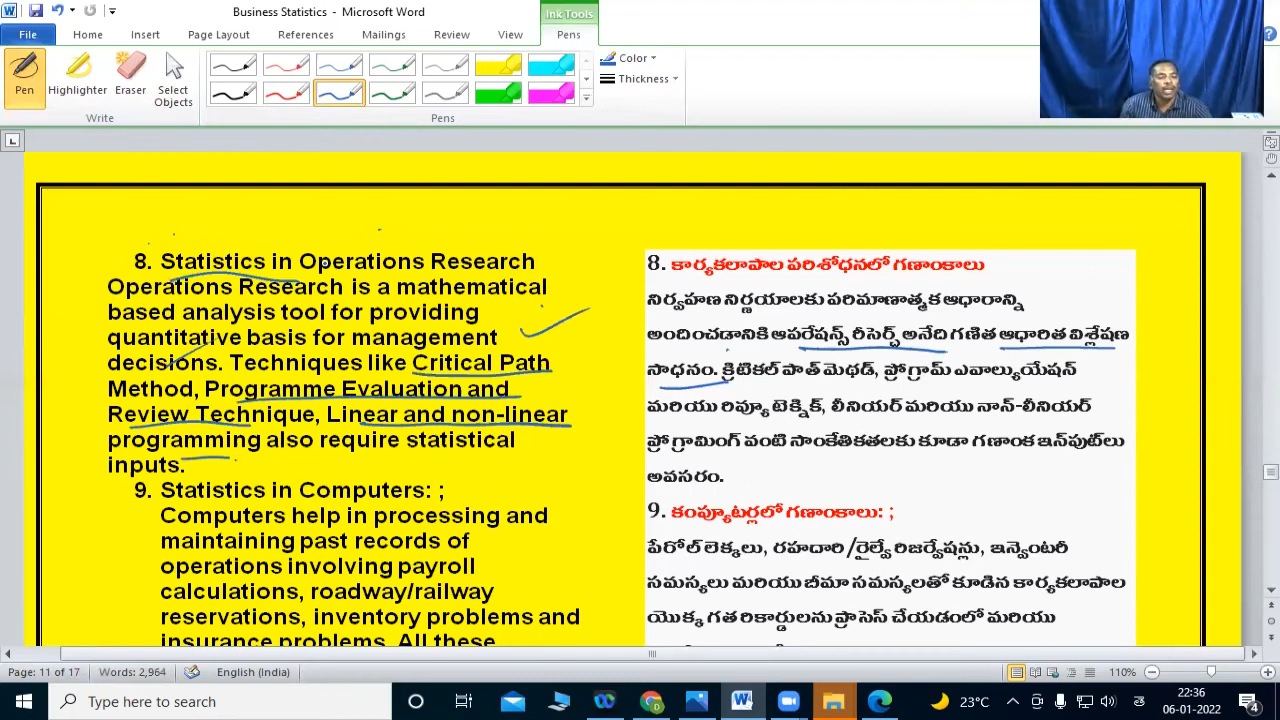 Business Statistics - Microsoft Word
Ink Tools
File
Home
Insert
Page Layout
References
Mailings
Review
View
Pens
Pen
Highlighter
Eraser
Select
Objects
Color
Thickness
Write
Pens
8. Statistics in Operations Research
Operations Research is a mathematical
based analysis tool for providing
quantitative basis for management
decisions. Techniques like Critical Path
Method, Programme Evaluation and
Review Technique, Linear and non-linear
programming also require statistical
inputs.
9. Statistics in Computers: ;
Computers help in processing and
maintaining past records of
operations involving payroll
calculations, roadway/railway
reservations, inventory problems and
insurance problems. All these
8. కార్యకలాపాల పరిశోధనలో గణాంకాలు
నిర్వహణ నిర్ణయాలకు పరిమాణాత్మక ఆధారాన్ని
అందించడానికి ఆపరేషన్స్ రీసెర్చ్ అనేది గణిత ఆధారిత విశ్లేషణ
సాధనం. క్రిటికల్ పాత్ మెథడ్, ప్రోగ్రామ్ ఎవాల్యుయేషన్
మరియు రివ్యూ టెక్నిక్, లీనియర్ మరియు నాన్-లీనియర్
ప్రోగ్రామింగ్ వంటి సాంకేతికతలకు కూడా గణాంక ఇన్‌పుట్‌లు
అవసరం.
9. కంప్యూటర్లలో గణాంకాలు: ;
పేరోల్ లెక్కలు, రహదారి/రైల్వే రిజర్వేషన్లు, ఇన్వెంటరీ
సమస్యలు మరియు బీమా సమస్యలతో కూడిన కార్యకలాపాల
యొక్క గత రికార్డులను ప్రాసెస్ చేయడంలో మరియు
Page: 11 of 17
Words: 2,964
English (India)
110%
Type here to search
23°C
22:36
06-01-2022
4